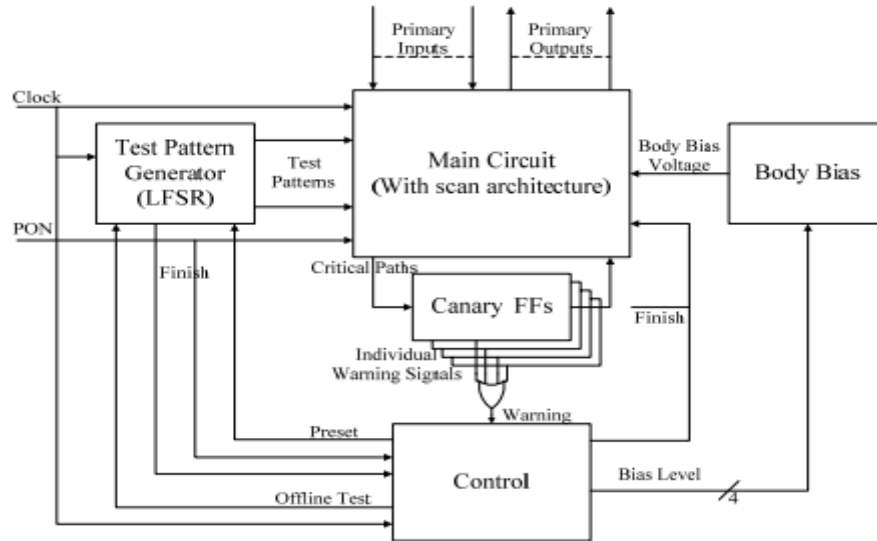 Primary
Inputs
Primary
Outputs
Clock
Test Pattern
Generator
(LFSR)
Test
Patterns
Main Circuit
(With scan architecture)
Body Bias
Voltage
Body Bias
PON
Finish
Critical Paths
Canary FFs
Finish
Individual
Warning Signals
Warning
Preset
Control
Offline Test
Bias Level
4